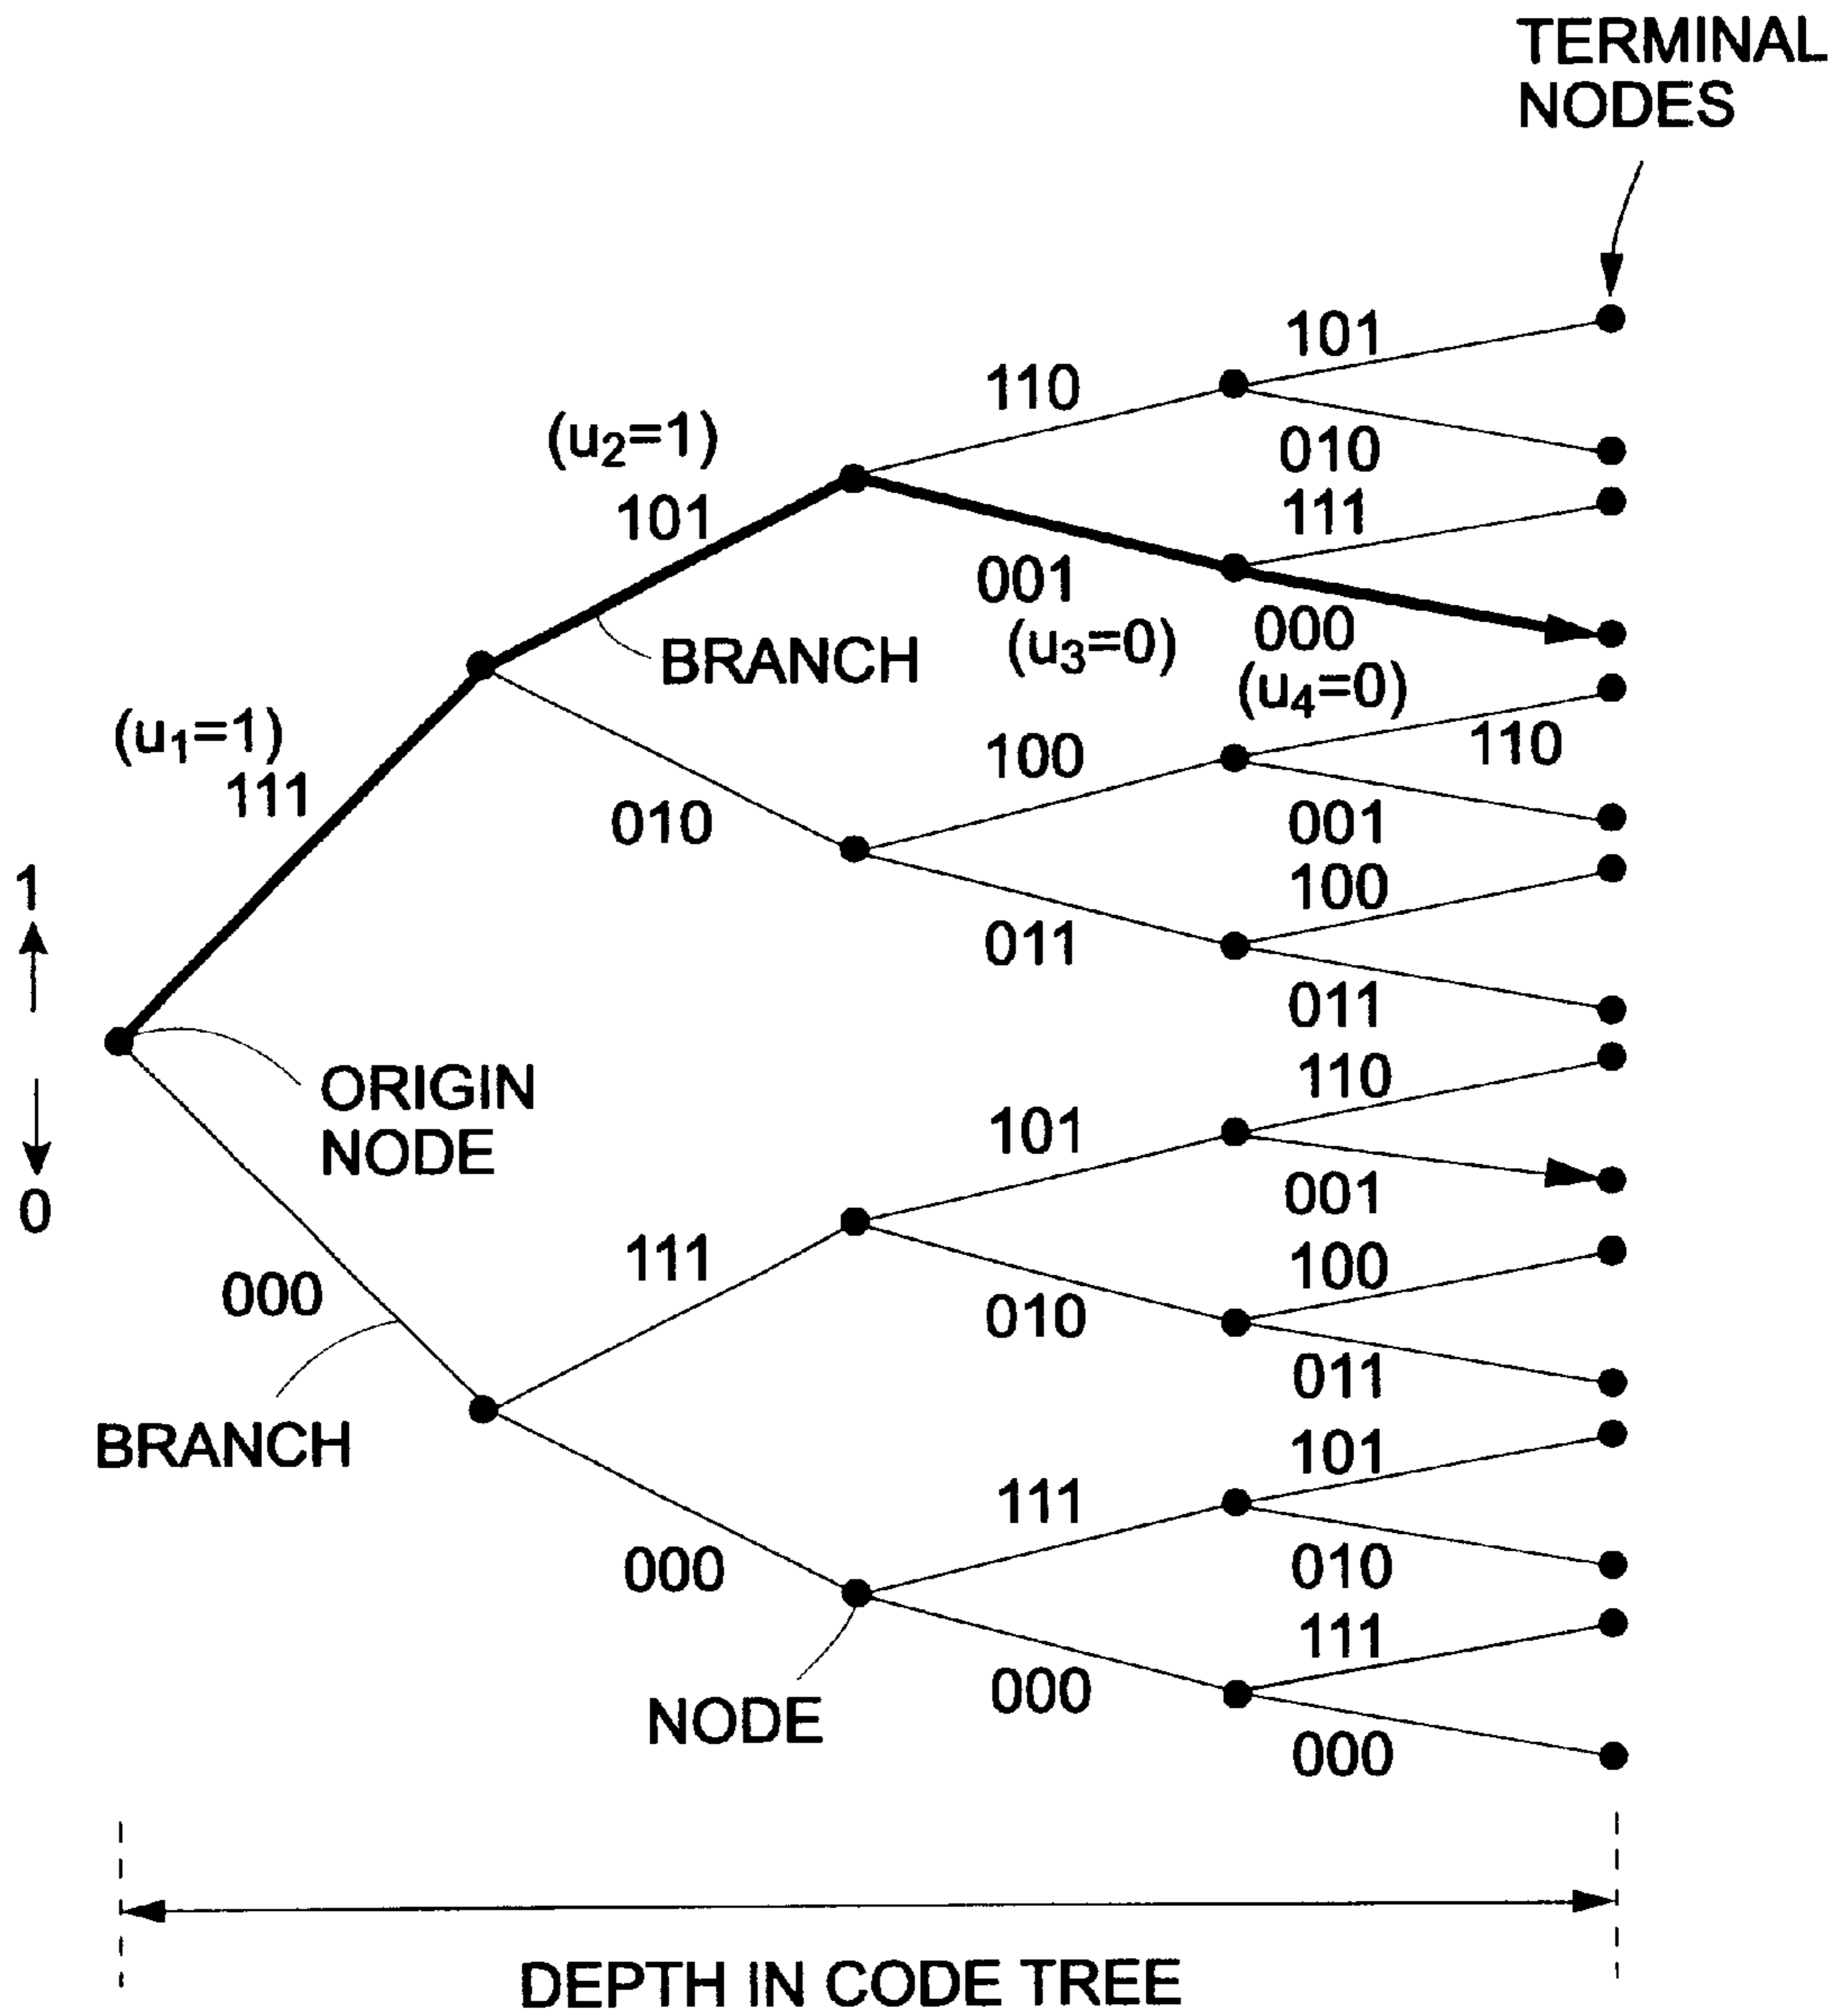 TERMINAL
NODES
101
110
(u₂=1)
010
111
101
001
000
BRANCH
(u₃=0)
(u₄=0)
(u₁=1)
110
100
111
010
001
100
1
011
011
ORIGIN
NODE
110
101
0
001
111
100
000
010
011
BRANCH
101
111
000
010
111
000
NODE
000
DEPTH IN CODE TREE